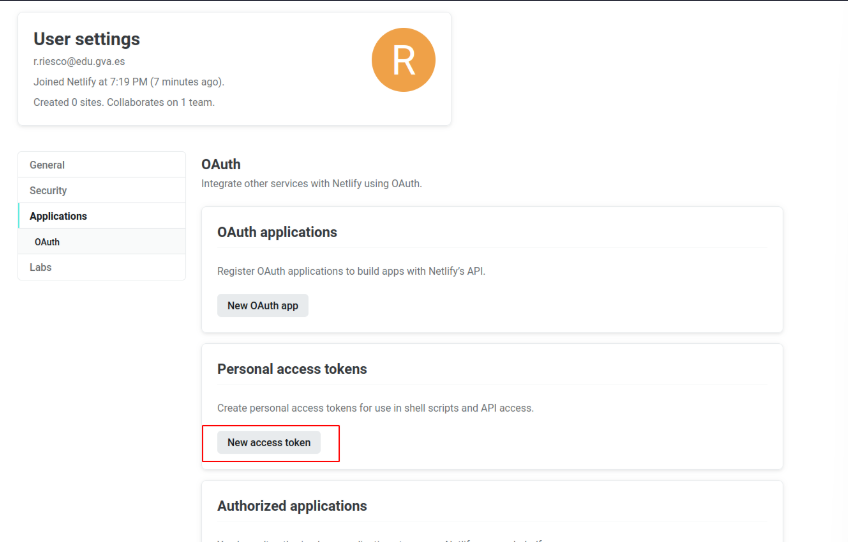 User settings
r.riesco@edu.gva.es
Joined Netlify at 7:19 PM (7 minutes ago).
Created 0 sites. Collaborates on 1 team.
R
General
Security
Applications
OAuth
Labs
OAuth
Integrate other services with Netlify using OAuth.
OAuth applications
Register OAuth applications to build apps with Netlify's API.
New OAuth app
Personal access tokens
Create personal access tokens for use in shell scripts and API access.
New access token
Authorized applications